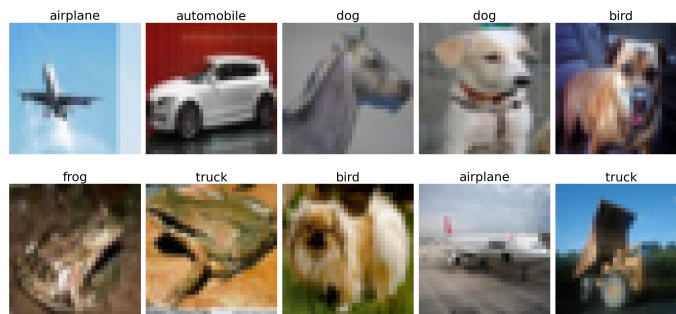 airplane
automobile
dog
dog
bird
frog
truck
bird
airplane
truck